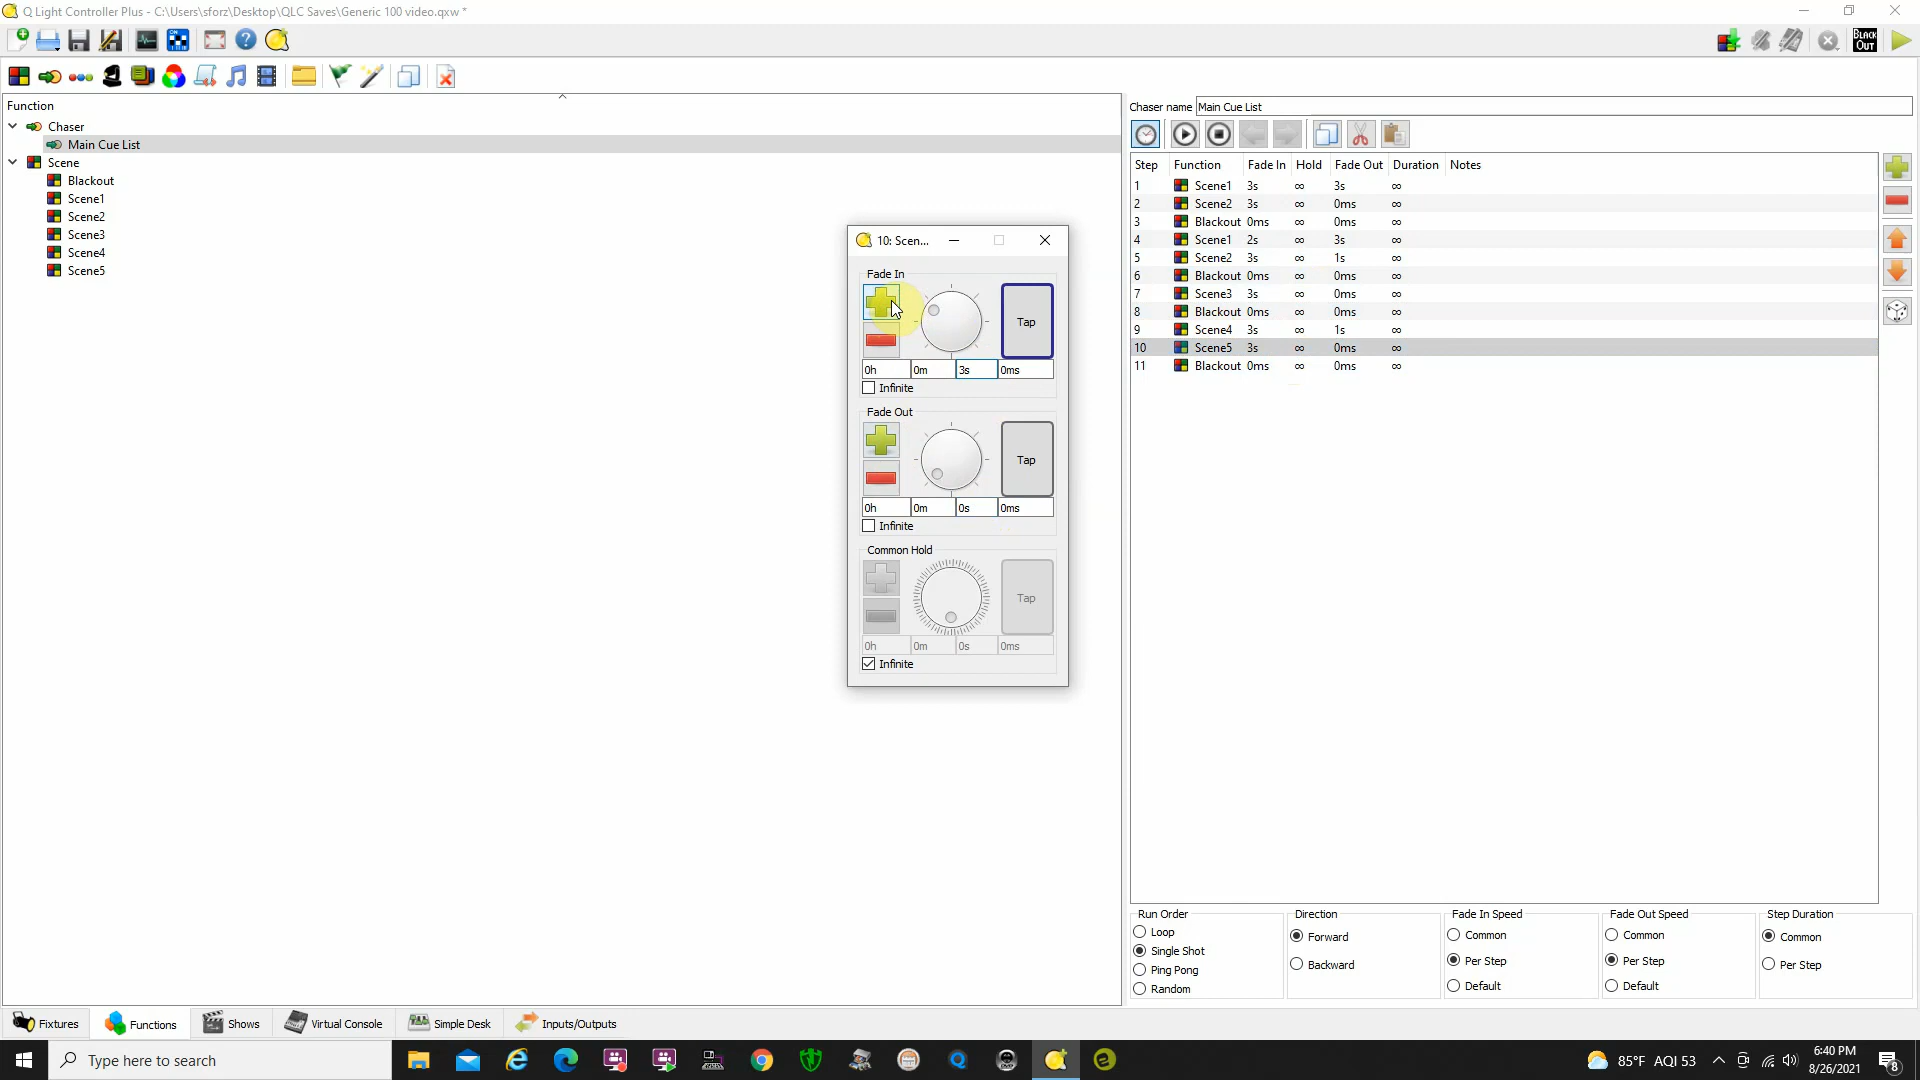 Q Light Controller Plus - C:\Users\sforz\Desktop\QLC Saves\Generic 100 video.qxw *
BLACK OUT
Function
Chaser
Main Cue List
Scene
Blackout
Scene1
Scene2
Scene3
Scene4
Scene5
10: Scen...
Fade In
Tap
0h 0m 3s 0ms
Infinite
Fade Out
Tap
0h 0m 0s 0ms
Infinite
Common Hold
Tap
0h 0m 0s 0ms
Infinite
Chaser name Main Cue List
Step Function Fade In Hold Fade Out Duration Notes
1 Scene1 3s ∞ 3s ∞
2 Scene2 3s ∞ 0ms ∞
3 Blackout 0ms ∞ 0ms ∞
4 Scene1 2s ∞ 3s ∞
5 Scene2 3s ∞ 1s ∞
6 Blackout 0ms ∞ 0ms ∞
7 Scene3 3s ∞ 0ms ∞
8 Blackout 0ms ∞ 0ms ∞
9 Scene4 3s ∞ 1s ∞
10 Scene5 3s ∞ 0ms ∞
11 Blackout 0ms ∞ 0ms ∞
Run Order
Loop
Single Shot
Ping Pong
Random
Direction
Forward
Backward
Fade In Speed
Common
Per Step
Default
Fade Out Speed
Common
Per Step
Default
Step Duration
Common
Per Step
Fixtures Functions Shows Virtual Console Simple Desk Inputs/Outputs
Type here to search
85°F AQI 53
6:40 PM
8/26/2021
8